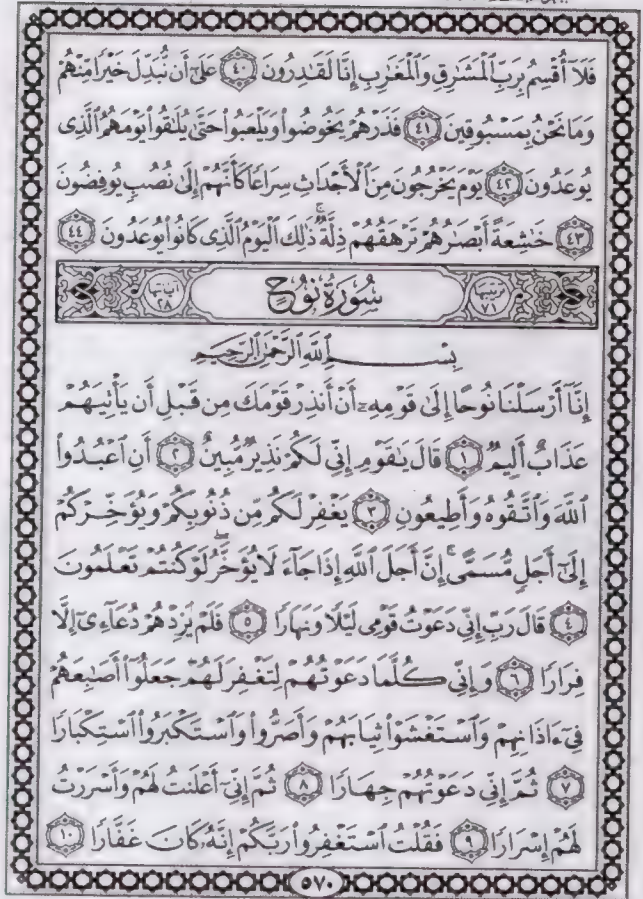 فَلَآ أُقْسِمُ بِرَبِّ ٱلْمَشَٰرِقِ وَٱلْمَغَٰرِبِ إِنَّا لَقَٰدِرُونَ ٤٠ عَلَىٰٓ أَن نُّبَدِّلَ خَيْرًا مِّنْهُمْ
وَمَا نَحْنُ بِمَسْبُوقِينَ ٤١ فَذَرْهُمْ يَخُوضُوا۟ وَيَلْعَبُوا۟ حَتَّىٰ يُلَٰقُوا۟ يَوْمَهُمُ ٱلَّذِى
يُوعَدُونَ ٤٢ يَوْمَ يَخْرُجُونَ مِنَ ٱلْأَجْدَاثِ سِرَاعًا كَأَنَّهُمْ إِلَىٰ نُصُبٍ يُوفِضُونَ
٤٣ خَٰشِعَةً أَبْصَٰرُهُمْ تَرْهَقُهُمْ ذِلَّةٌ ۚ ذَٰلِكَ ٱلْيَوْمُ ٱلَّذِى كَانُوا۟ يُوعَدُونَ ٤٤
ترتيبها ٧١ سُورَةُ نُوحٍ آياتها ٢٨
بِسْمِ ٱللَّهِ ٱلرَّحْمَٰنِ ٱلرَّحِيمِ
إِنَّآ أَرْسَلْنَا نُوحًا إِلَىٰ قَوْمِهِۦٓ أَنْ أَنذِرْ قَوْمَكَ مِن قَبْلِ أَن يَأْتِيَهُمْ
عَذَابٌ أَلِيمٌ ١ قَالَ يَٰقَوْمِ إِنِّى لَكُمْ نَذِيرٌ مُّبِينٌ ٢ أَنِ ٱعْبُدُوا۟
ٱللَّهَ وَٱتَّقُوهُ وَأَطِيعُونِ ٣ يَغْفِرْ لَكُم مِّن ذُنُوبِكُمْ وَيُؤَخِّرْكُمْ
إِلَىٰٓ أَجَلٍ مُّسَمًّى ۚ إِنَّ أَجَلَ ٱللَّهِ إِذَا جَآءَ لَا يُؤَخَّرُ ۖ لَوْ كُنتُمْ تَعْلَمُونَ
٤ قَالَ رَبِّ إِنِّى دَعَوْتُ قَوْمِى لَيْلًا وَنَهَارًا ٥ فَلَمْ يَزِدْهُمْ دُعَآءِىٓ إِلَّا
فِرَارًا ٦ وَإِنِّى كُلَّمَا دَعَوْتُهُمْ لِتَغْفِرَ لَهُمْ جَعَلُوٓا۟ أَصَٰبِعَهُمْ
فِىٓ ءَاذَانِهِمْ وَٱسْتَغْشَوْا۟ ثِيَابَهُمْ وَأَصَرُّوا۟ وَٱسْتَكْبَرُوا۟ ٱسْتِكْبَارًا
٧ ثُمَّ إِنِّى دَعَوْتُهُمْ جِهَارًا ٨ ثُمَّ إِنِّىٓ أَعْلَنتُ لَهُمْ وَأَسْرَرْتُ
لَهُمْ إِسْرَارًا ٩ فَقُلْتُ ٱسْتَغْفِرُوا۟ رَبَّكُمْ إِنَّهُۥ كَانَ غَفَّارًا ١٠
٥٧٠